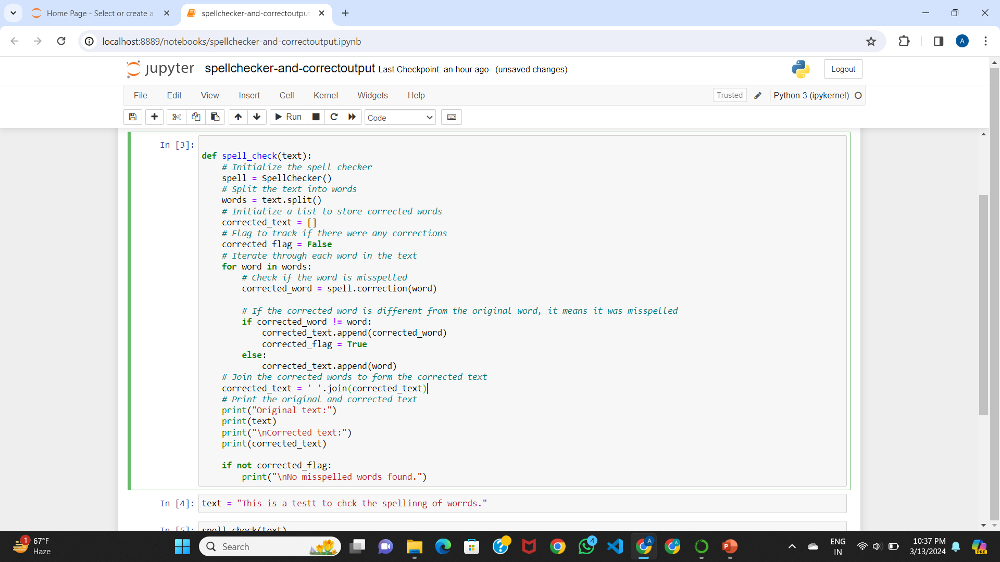 Home Page - Select or create a
spellchecker-and-correctoutput
localhost:8889/notebooks/spellchecker-and-correctoutput.ipynb
A
jupyter spellchecker-and-correctoutput Last Checkpoint: an hour ago (unsaved changes)
Logout
File Edit View Insert Cell Kernel Widgets Help
Trusted
Python 3 (ipykernel)
Run
Code
In [3]:
def spell_check(text):
    # Initialize the spell checker
    spell = SpellChecker()
    # Split the text into words
    words = text.split()
    # Initialize a list to store corrected words
    corrected_text = []
    # Flag to track if there were any corrections
    corrected_flag = False
    # Iterate through each word in the text
    for word in words:
        # Check if the word is misspelled
        corrected_word = spell.correction(word)
        # If the corrected word is different from the original word, it means it was misspelled
        if corrected_word != word:
            corrected_text.append(corrected_word)
            corrected_flag = True
        else:
            corrected_text.append(word)
    # Join the corrected words to form the corrected text
    corrected_text = ' '.join(corrected_text)
    # Print the original and corrected text
    print("Original text:")
    print(text)
    print("\nCorrected text:")
    print(corrected_text)
    if not corrected_flag:
        print("\nNo misspelled words found.")
In [4]: text = "This is a testt to chck the spellinng of worrds."
In [5]: spell_check(text)
1
67°F
Haze
Search
4
A
A
P
ENG
IN
10:37 PM
3/13/2024
PRE